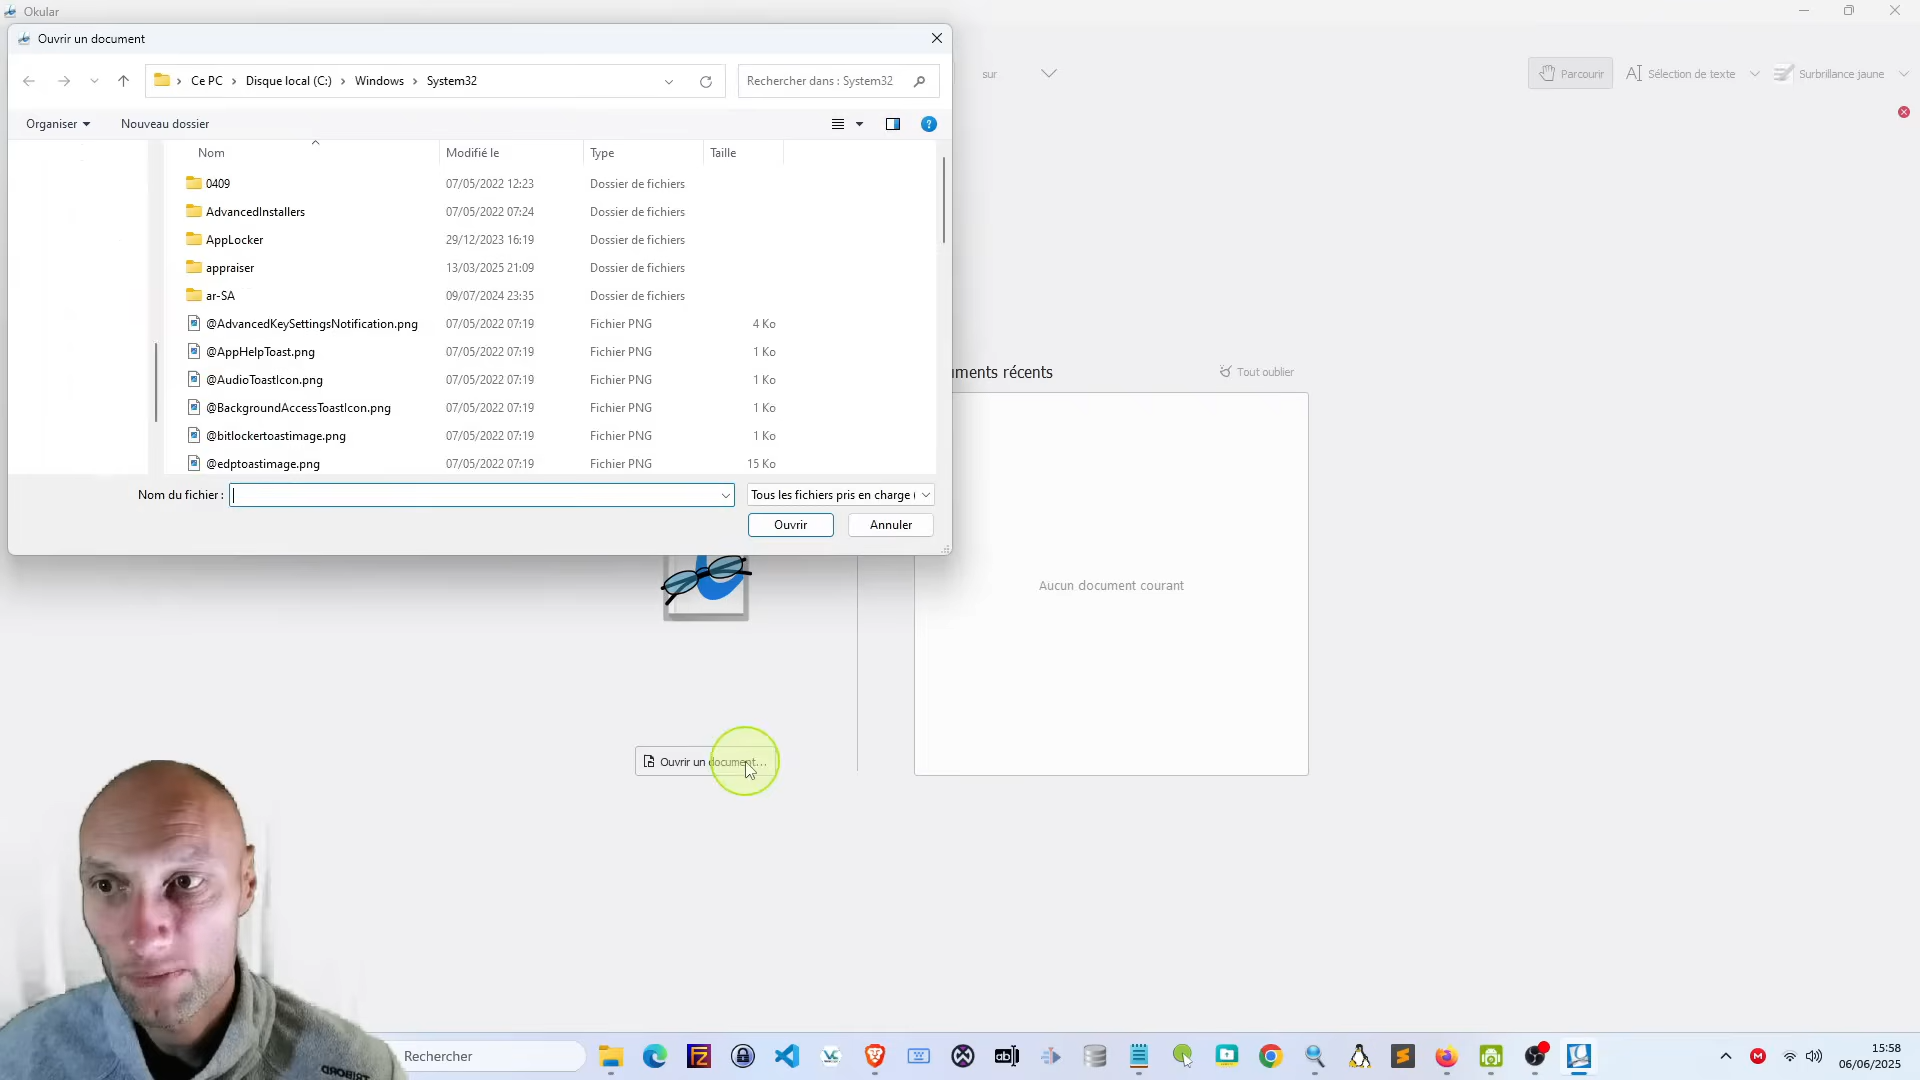 Okular
Ouvrir un document
Ce PC > Disque local (C:) > Windows > System32
Rechercher dans : System32
sur
Parcourir
Sélection de texte
Surbrillance jaune
Organiser
Nouveau dossier
Nom Modifié le Type Taille
0409 07/05/2022 12:23 Dossier de fichiers
AdvancedInstallers 07/05/2022 07:24 Dossier de fichiers
AppLocker 29/12/2023 16:19 Dossier de fichiers
appraiser 13/03/2025 21:09 Dossier de fichiers
ar-SA 09/07/2024 23:35 Dossier de fichiers
@AdvancedKeySettingsNotification.png 07/05/2022 07:19 Fichier PNG 4 Ko
@AppHelpToast.png 07/05/2022 07:19 Fichier PNG 1 Ko
@AudioToastIcon.png 07/05/2022 07:19 Fichier PNG 1 Ko
@BackgroundAccessToastIcon.png 07/05/2022 07:19 Fichier PNG 1 Ko
@bitlockertoastimage.png 07/05/2022 07:19 Fichier PNG 1 Ko
@edptoastimage.png 07/05/2022 07:19 Fichier PNG 15 Ko
Nom du fichier :
Tous les fichiers pris en charge (
Ouvrir
Annuler
uments récents
Tout oublier
Aucun document courant
Ouvrir un document...
TRIBORD
Rechercher
15:58
06/06/2025